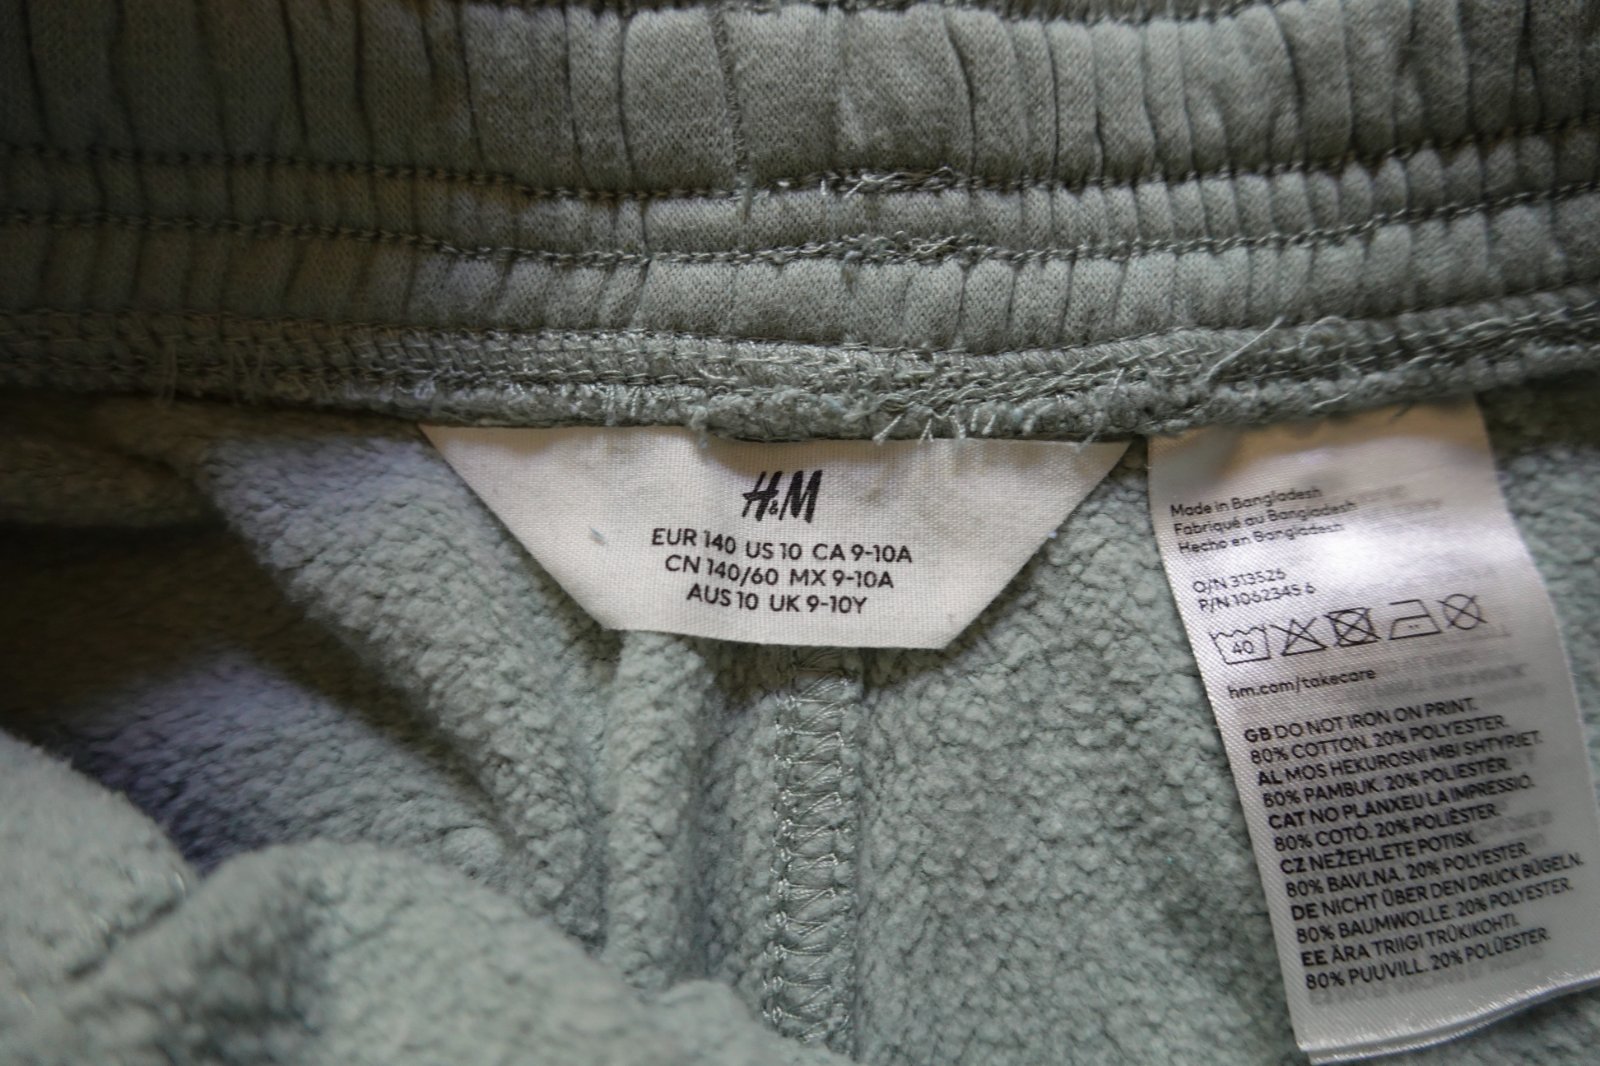 H&M
EUR 140 US 10 CA 9-10A
CN 140/60 MX 9-10A
AUS 10 UK 9-10Y
Made in Bangladesh
Fabriqué au Bangladesh
Hecho en Bangladesh
O/N 313526
P/N 1062345 6
40
hm.com/takecare
GB DO NOT IRON ON PRINT.
80% COTTON. 20% POLYESTER.
AL MOS HEKUROSNI MBI SHTYPJET.
80% PAMBUK. 20% POLIESTER.
CAT NO PLANXEU LA IMPRESSIÓ.
80% COTÓ. 20% POLIÈSTER.
CZ NEŽEHLETE POTISK.
80% BAVLNA. 20% POLYESTER.
DE NICHT ÜBER DEN DRUCK BÜGELN.
80% BAUMWOLLE. 20% POLYESTER.
EE ÄRA TRIIGI TRÜKIKOHTI.
80% PUUVILL. 20% POLÜESTER.